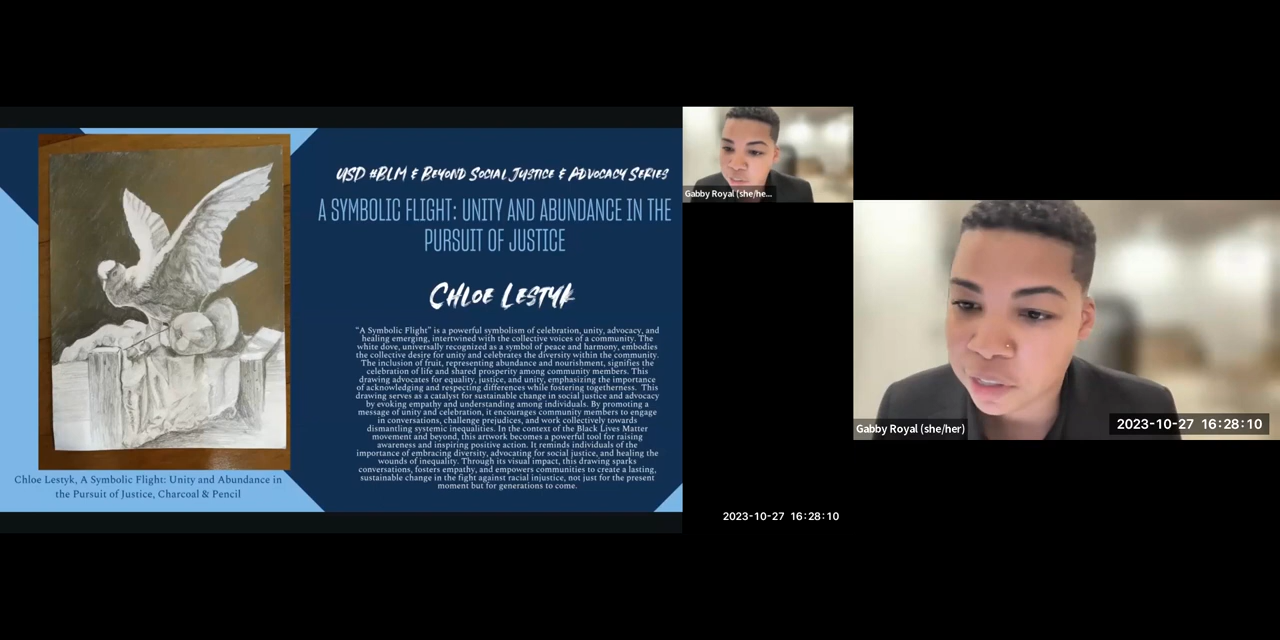 USD #BLM & Beyond Social Justice & Advocacy Series
A SYMBOLIC FLIGHT: UNITY AND ABUNDANCE IN THE
PURSUIT OF JUSTICE
Chloe Lestyk
“A Symbolic Flight” is a powerful symbolism of celebration, unity, advocacy, and
healing emerging, intertwined with the collective voices of a community. The
white dove, universally recognized as a symbol of peace and harmony, embodies
the collective desire for unity and celebrates the diversity within the community.
The inclusion of fruit, representing abundance and nourishment, signifies the
celebration of life and shared prosperity among community members. This
drawing advocates for equality, justice, and unity, emphasizing the importance
of acknowledging and respecting differences while fostering togetherness. This
drawing serves as a catalyst for sustainable change in social justice and advocacy
by evoking empathy and understanding among individuals. By promoting a
message of unity and celebration, it encourages community members to engage
in conversations, challenge prejudices, and work collectively towards
dismantling systemic inequalities. In the context of the Black Lives Matter
movement and beyond, this artwork becomes a powerful tool for raising
awareness and inspiring positive action. It reminds individuals of the
importance of embracing diversity, advocating for social justice, and healing the
wounds of inequality. Through its visual impact, this drawing sparks
conversations, fosters empathy, and empowers communities to create a lasting,
sustainable change in the fight against racial injustice, not just for the present
moment but for generations to come.
Chloe Lestyk, A Symbolic Flight: Unity and Abundance in
the Pursuit of Justice, Charcoal & Pencil
Gabby Royal (she/he...
2023-10-27 16:28:10
Gabby Royal (she/her)
2023-10-27 16:28:10